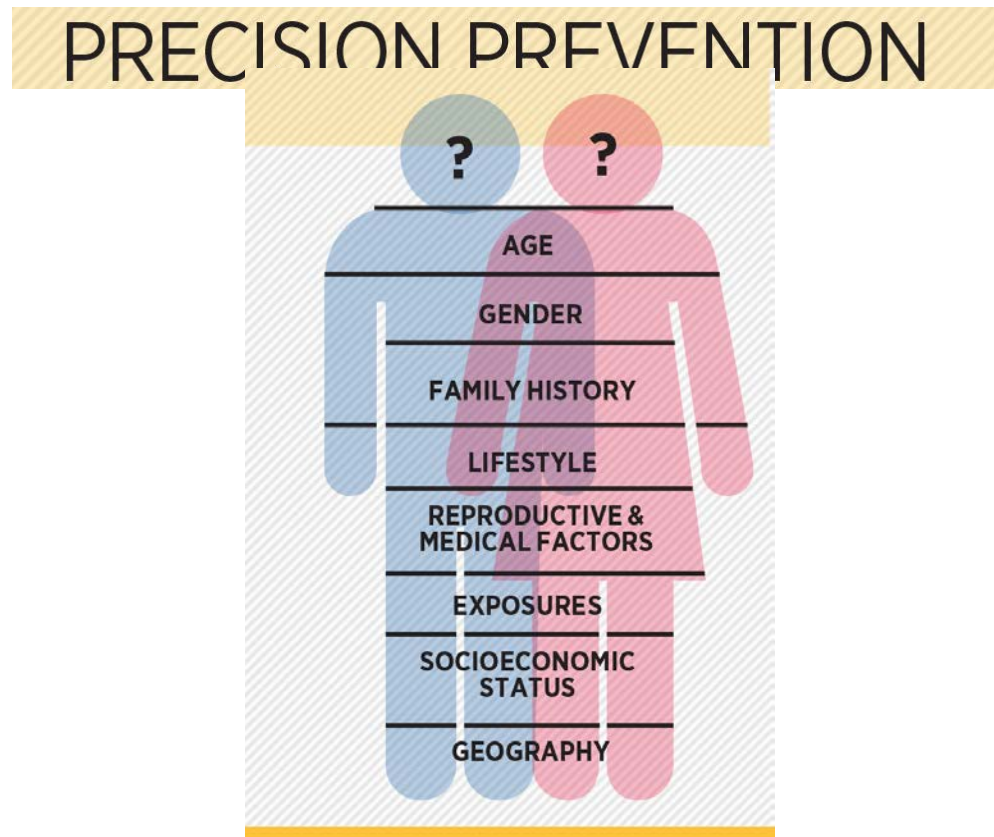 PRECISION PREVENTION
? ?
AGE
GENDER
FAMILY HISTORY
LIFESTYLE
REPRODUCTIVE &
MEDICAL FACTORS
EXPOSURES
SOCIOECONOMIC
STATUS
GEOGRAPHY